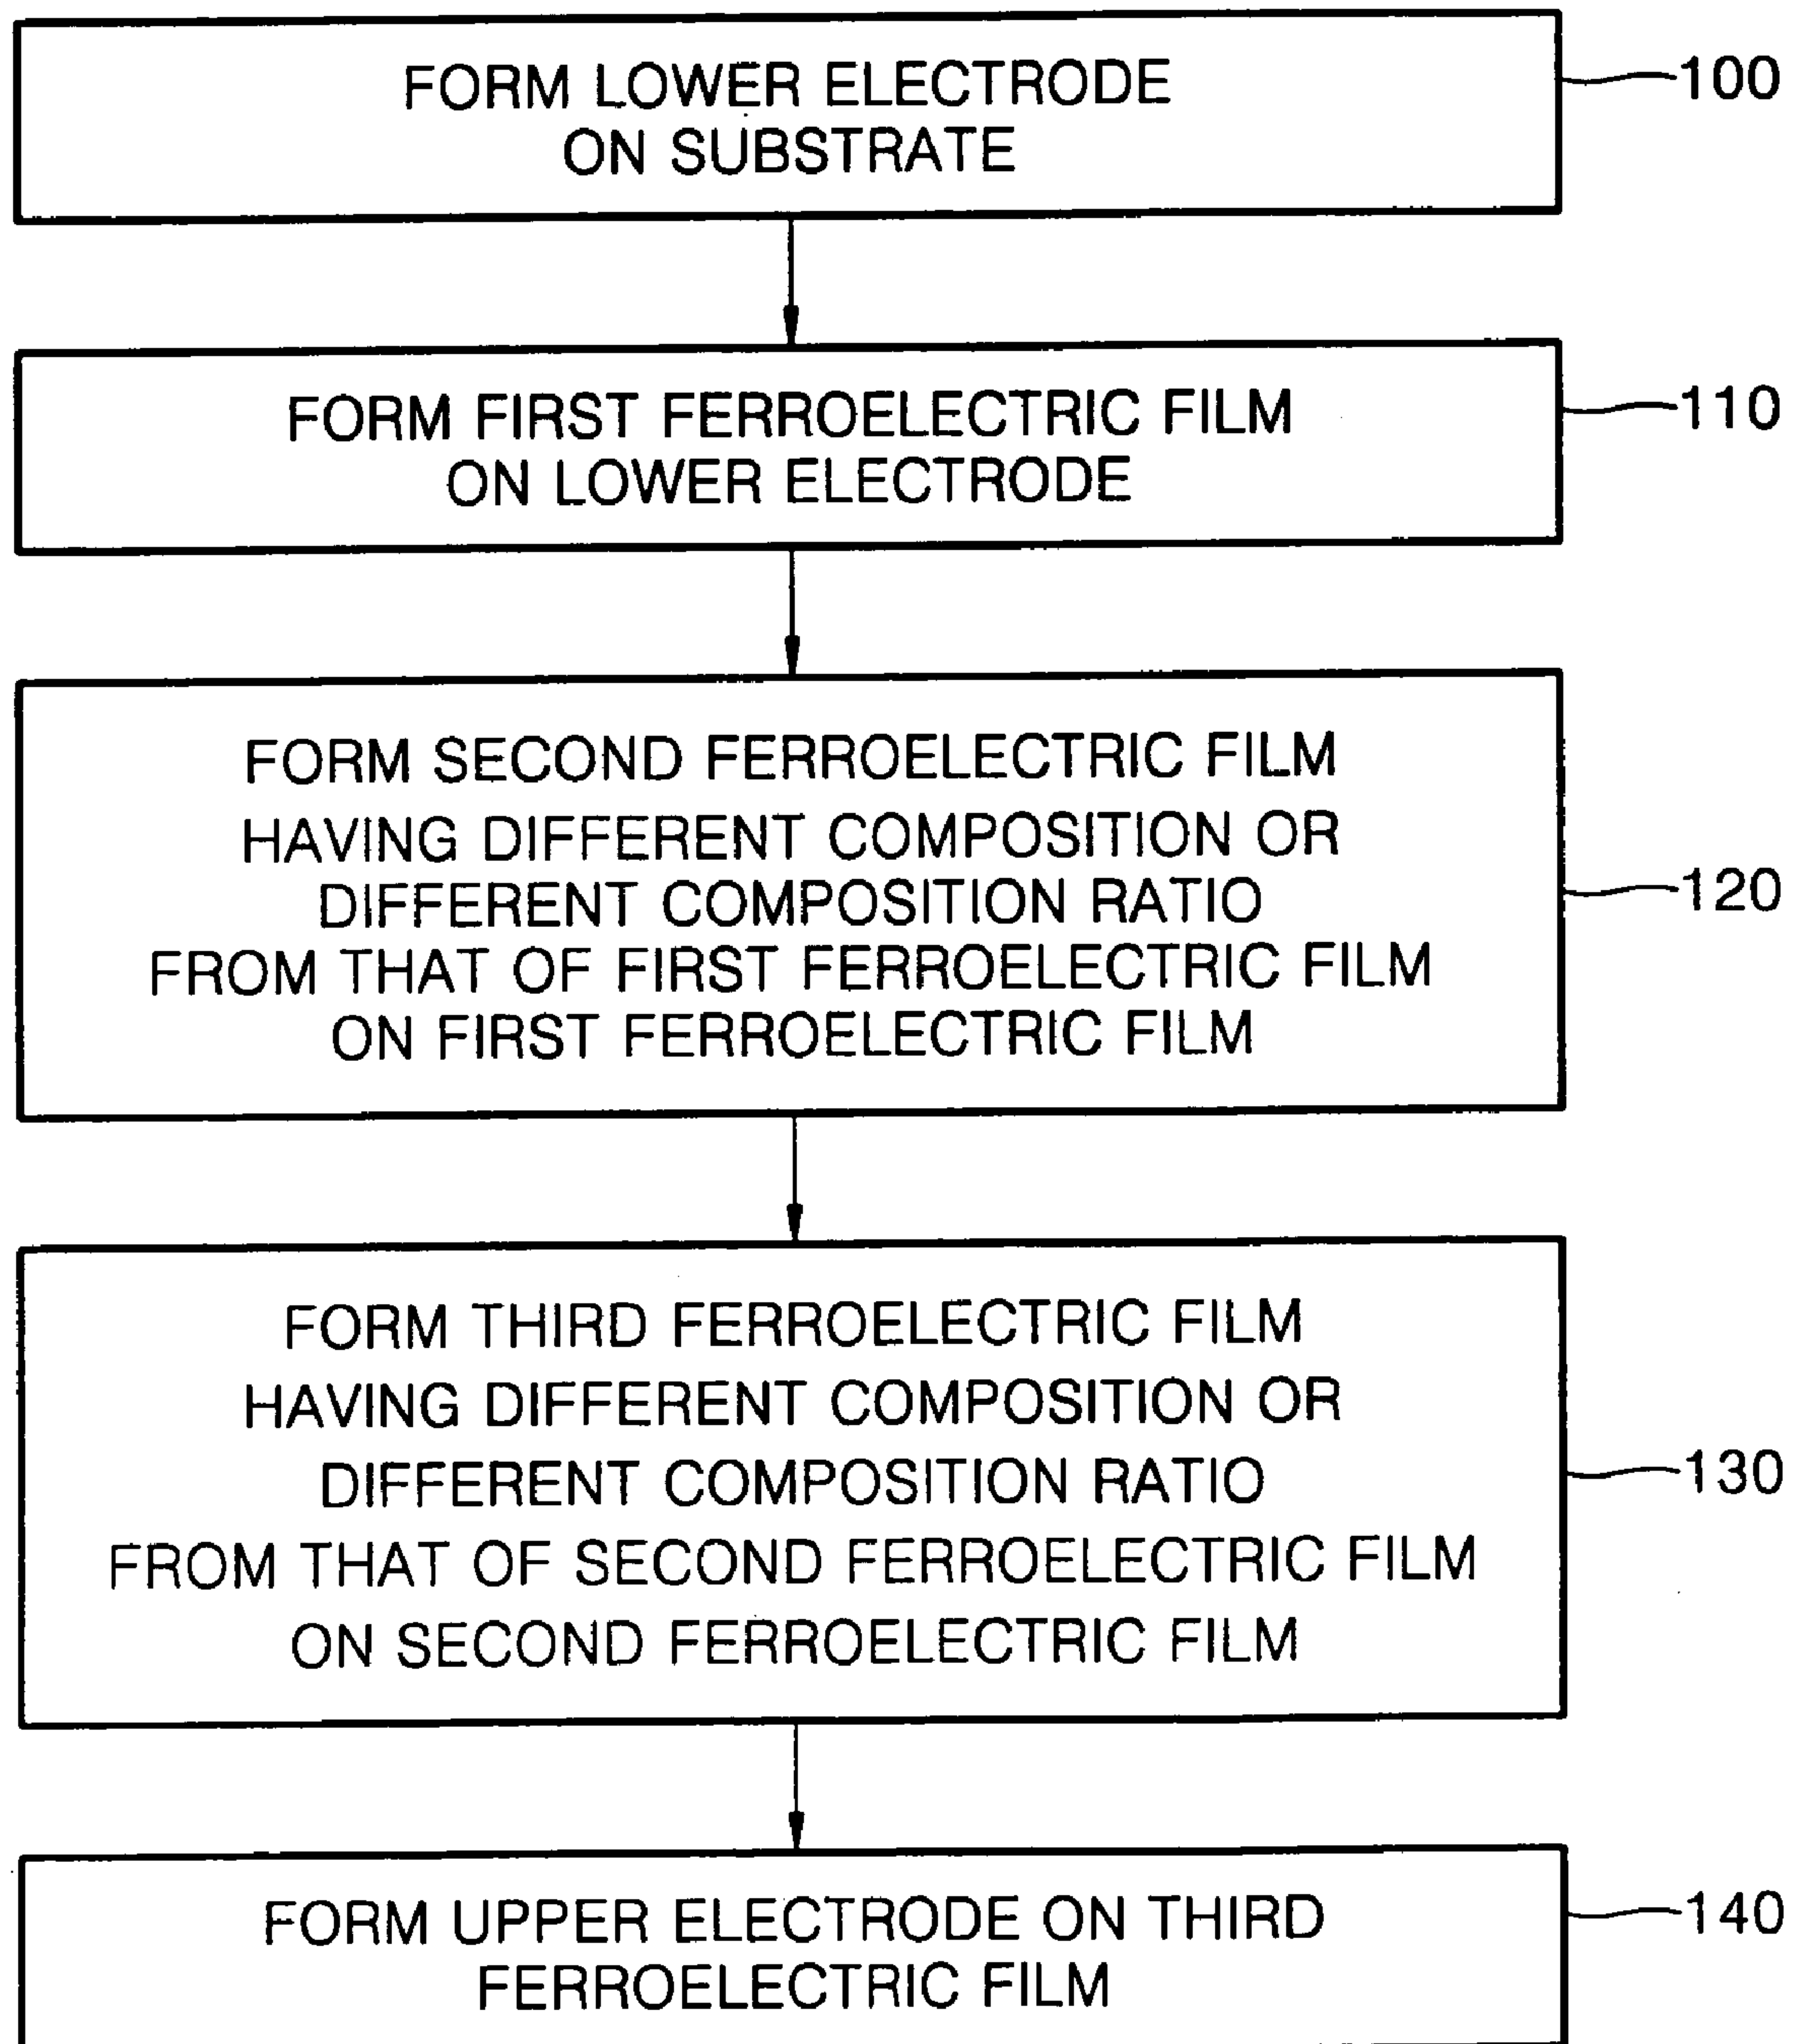 FORM LOWER ELECTRODE
ON SUBSTRATE
100
FORM FIRST FERROELECTRIC FILM
ON LOWER ELECTRODE
110
FORM SECOND FERROELECTRIC FILM
HAVING DIFFERENT COMPOSITION OR
DIFFERENT COMPOSITION RATIO
FROM THAT OF FIRST FERROELECTRIC FILM
ON FIRST FERROELECTRIC FILM
120
FORM THIRD FERROELECTRIC FILM
HAVING DIFFERENT COMPOSITION OR
DIFFERENT COMPOSITION RATIO
FROM THAT OF SECOND FERROELECTRIC FILM
ON SECOND FERROELECTRIC FILM
130
FORM UPPER ELECTRODE ON THIRD
FERROELECTRIC FILM
140